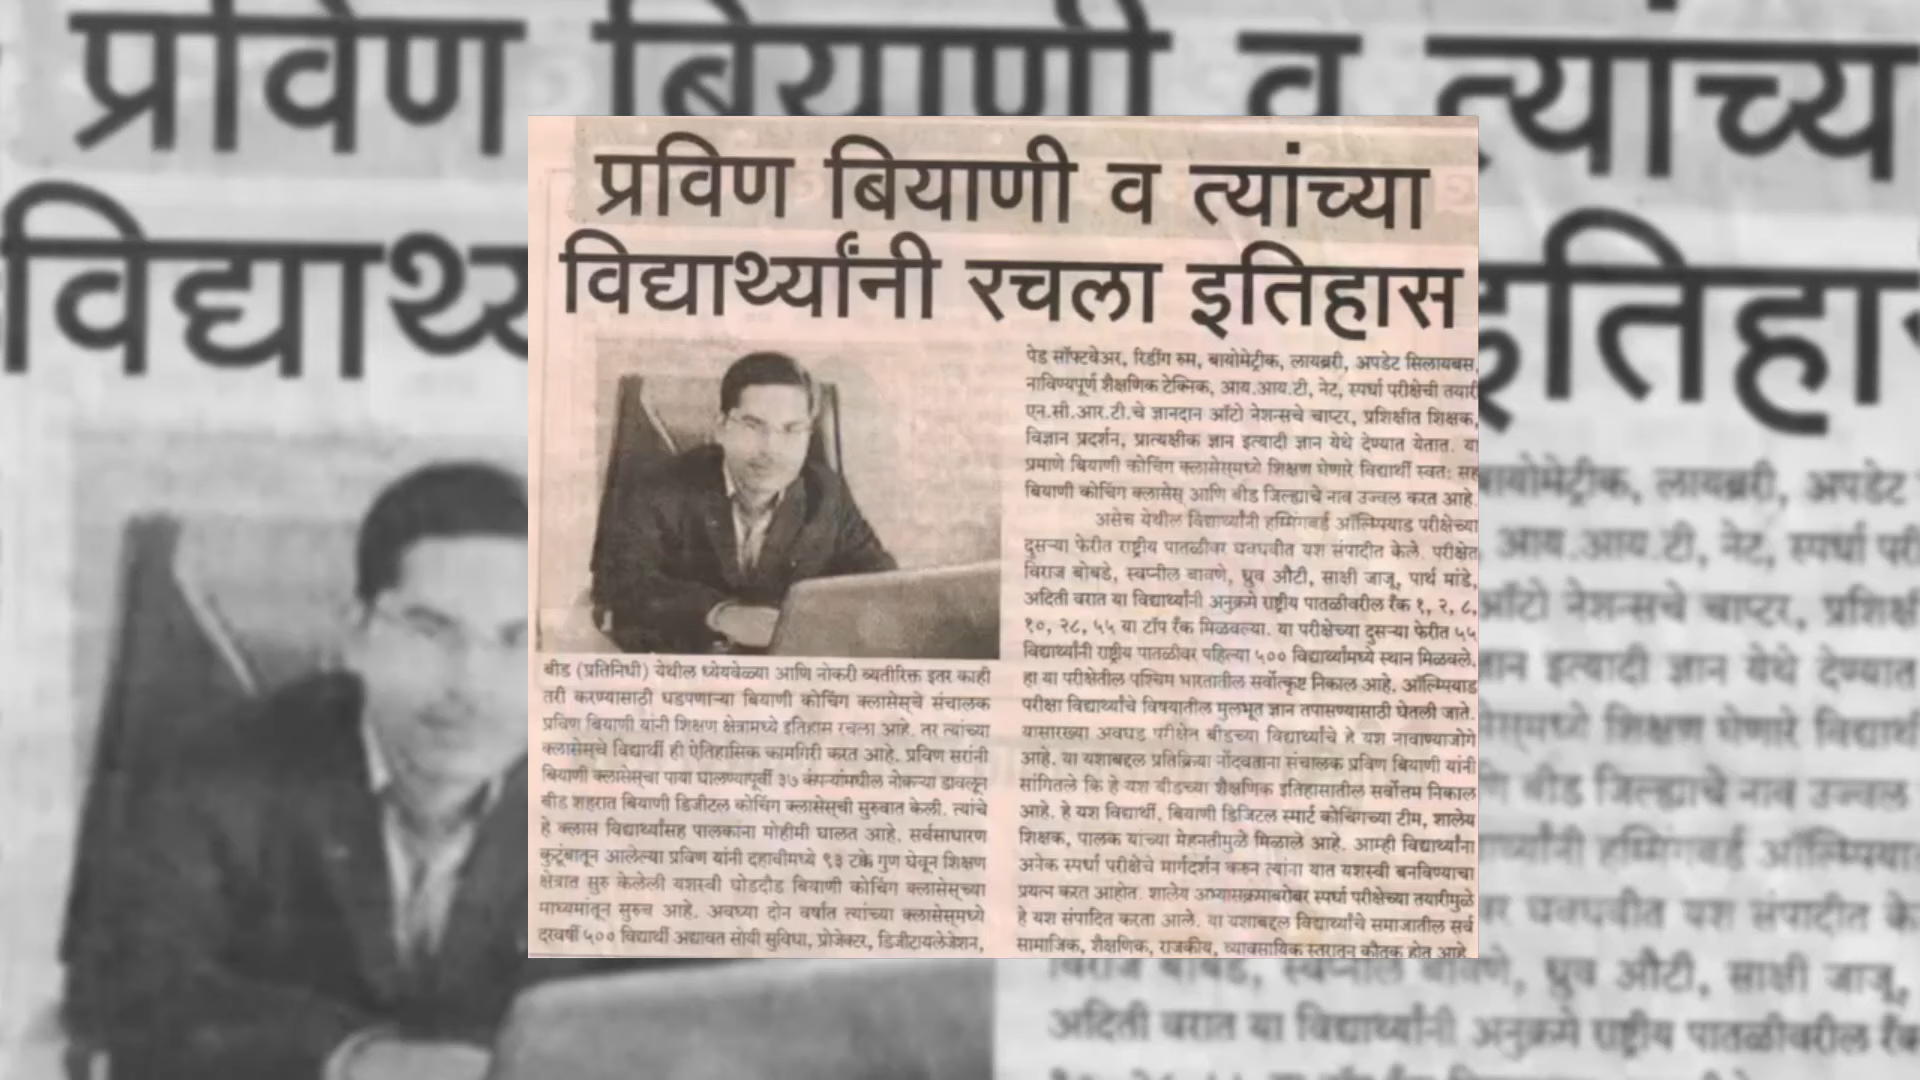 प्रविण बियाणी व त्यांच्या
विद्यार्थ्यांनी रचला इतिहास
बीड (प्रतिनिधी) येथील ध्येयवेळ्या आणि नोकरी व्यतीरिक्त इतर काही
तरी करण्यासाठी धडपणाऱ्या बियाणी कोचिंग क्लासेस्‌चे संचालक
प्रविण बियाणी यांनी शिक्षण क्षेत्रामध्ये इतिहास रचला आहे. तर त्यांच्या
क्लासेस्‌चे विद्यार्थी ही ऐतिहासिक कामगिरी करत आहे. प्रविण सरांनी
बियाणी क्लासेस्‌चा पाया घालण्यापूर्वी ३७ कंपन्यांमधील नोकऱ्या डावलून
बीड शहरात बियाणी डिजीटल कोचिंग क्लासेस्‌ची सुरुवात केली. त्यांचे
हे क्लास विद्यार्थ्यांसह पालकांना मोहीमी घालत आहे. सर्वसाधारण
कुटूंबातून आलेल्या प्रविण यांनी दहावीमध्ये ९३ टक्के गुण घेवून शिक्षण
क्षेत्रात सुरु केलेली यशस्वी घोडदौड बियाणी कोचिंग क्लासेस्‌च्या
माध्यमातून सुरुच आहे. अवघ्या दोन वर्षात त्यांच्या क्लासेस्‌मध्ये
दरवर्षी ५०० विद्यार्थी अद्यावत सोयी सुविधा, प्रोजेक्टर, डिजीटायलेजेशन,
पेड सॉफ्टवेअर, रिडींग रुम, बायोमेट्रीक, लायब्ररी, अपडेट सिलायबस,
नाविण्यपूर्ण शैक्षणिक टेक्निक, आय.आय.टी, नेट, स्पर्धा परीक्षेची तयारी
एन.सी.आर.टी.चे ज्ञानदान ऑटो नेशन्सचे चाप्टर, प्रशिक्षीत शिक्षक,
विज्ञान प्रदर्शन, प्रात्यक्षीक ज्ञान इत्यादी ज्ञान येथे देण्यात येतात. या
प्रमाणे बियाणी कोचिंग क्लासेस्‌मध्ये शिक्षण घेणारे विद्यार्थी स्वत: सह
बियाणी कोचिंग क्लासेस् आणि बीड जिल्ह्याचे नाव उज्वल करत आहे.
असेच येथील विद्यार्थ्यांनी हम्मिंगबर्ड ऑलिम्पियाड परीक्षेच्या
दुसऱ्या फेरीत राष्ट्रीय पातळीवर घवघवीत यश संपादीत केले. परीक्षेत
विराज बोबडे, स्वप्नील बावणे, ध्रुव औटी, साक्षी जाजू, पार्थ मांडे,
अदिती वरात या विद्यार्थ्यांनी अनुक्रमे राष्ट्रीय पातळीवरील रँक १, २, ८,
१०, २८, ५५ या टॉप रँक मिळवल्या. या परीक्षेच्या दुसऱ्या फेरीत ५५
विद्यार्थ्यांनी राष्ट्रीय पातळीवर पहिल्या ५०० विद्यार्थ्यांमध्ये स्थान मिळवले.
हा या परीक्षेतील पश्चिम भारतातील सर्वोत्कृष्ट निकाल आहे. ऑलिम्पियाड
परीक्षा विद्यार्थ्यांचे विषयातील मुलभूत ज्ञान तपासण्यासाठी घेतली जाते.
यासारख्या अवघड परीक्षेत बीडच्या विद्यार्थ्यांचे हे यश नावाण्याजोगे
आहे. या यशाबद्दल प्रतिक्रिया नोंदवताना संचालक प्रविण बियाणी यांनी
सांगितले कि हे यश बीडच्या शैक्षणिक इतिहासातील सर्वोत्तम निकाल
आहे. हे यश विद्यार्थी, बियाणी डिजिटल स्मार्ट कोचिंगच्या टीम, शालेय
शिक्षक, पालक यांच्या मेहनतीमुळे मिळाले आहे. आम्ही विद्यार्थ्यांना
अनेक स्पर्धा परीक्षेचे मार्गदर्शन करुन त्यांना यात यशस्वी बनविण्याचा
प्रयत्न करत आहोत. शालेय अभ्यासक्रमाबरोबर स्पर्धा परीक्षेच्या तयारीमुळे
हे यश संपादित करता आले. या यशाबद्दल विद्यार्थ्यांचे समाजातील सर्व
सामाजिक, शैक्षणिक, राजकीय, व्यावसायिक स्तरातून कौतूक होत आहे.